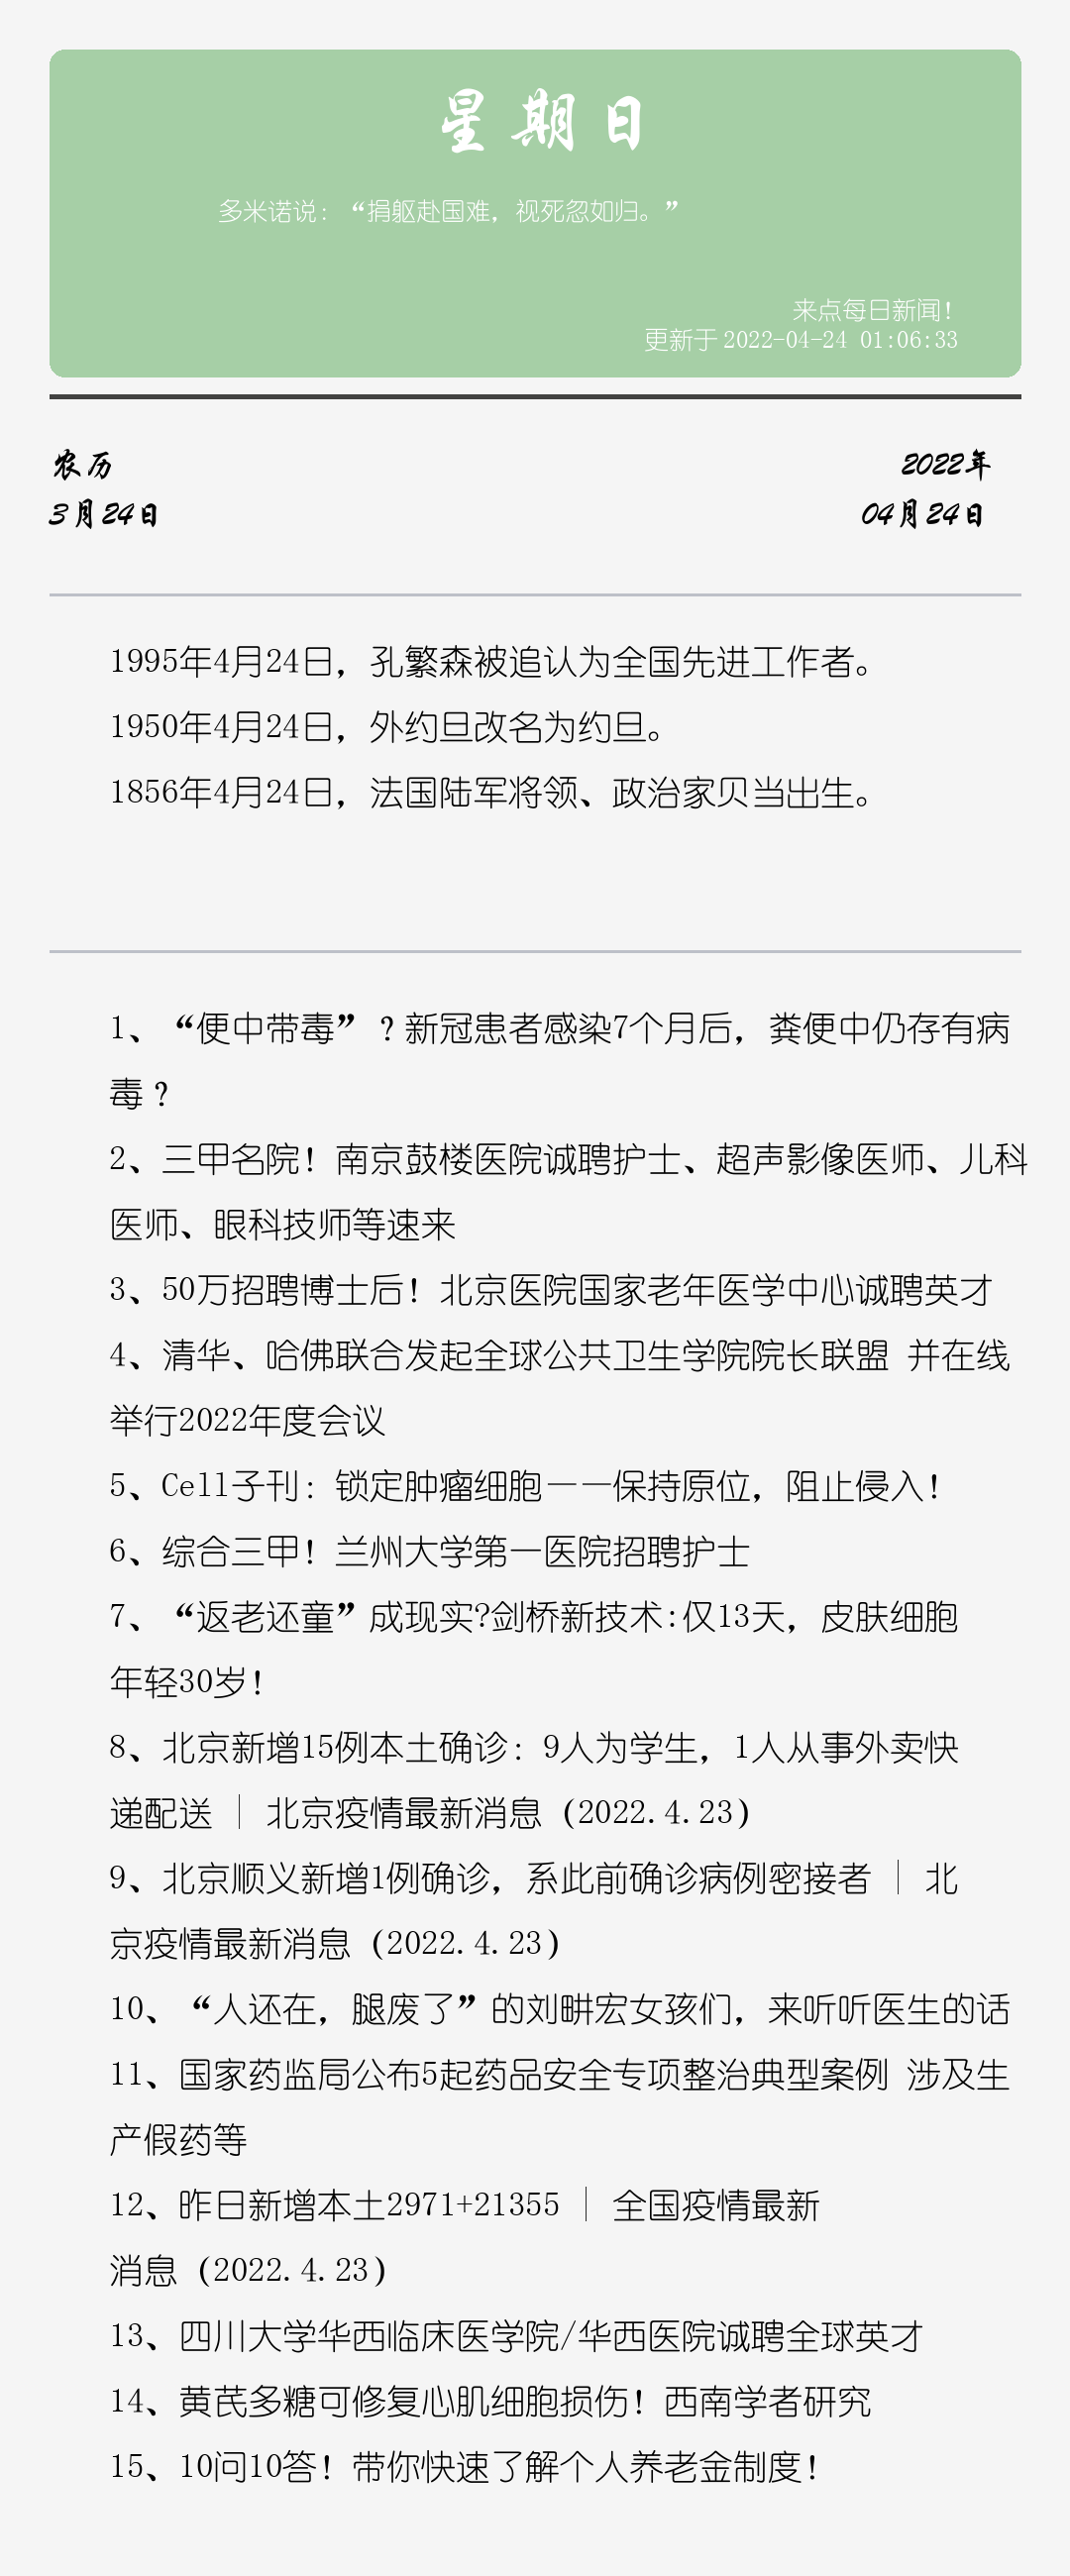 星期日
多米诺说：“捐躯赴国难，视死忽如归。”
来点每日新闻！
更新于 2022-04-24 01:06:33
农历
2022年
3月24日
04月24日
1995年4月24日，孔繁森被追认为全国先进工作者。
1950年4月24日，外约旦改名为约旦。
1856年4月24日，法国陆军将领、政治家贝当出生。
1、“便中带毒”？新冠患者感染7个月后，粪便中仍存有病
毒？
2、三甲名院！南京鼓楼医院诚聘护士、超声影像医师、儿科
医师、眼科技师等速来
3、50万招聘博士后！北京医院国家老年医学中心诚聘英才
4、清华、哈佛联合发起全球公共卫生学院院长联盟 并在线
举行2022年度会议
5、Cell子刊：锁定肿瘤细胞——保持原位，阻止侵入！
6、综合三甲！兰州大学第一医院招聘护士
7、“返老还童”成现实?剑桥新技术:仅13天，皮肤细胞
年轻30岁！
8、北京新增15例本土确诊：9人为学生，1人从事外卖快
递配送 | 北京疫情最新消息（2022.4.23）
9、北京顺义新增1例确诊，系此前确诊病例密接者 | 北
京疫情最新消息（2022.4.23）
10、“人还在，腿废了”的刘畊宏女孩们，来听听医生的话
11、国家药监局公布5起药品安全专项整治典型案例 涉及生
产假药等
12、昨日新增本土2971+21355 | 全国疫情最新
消息（2022.4.23）
13、四川大学华西临床医学院/华西医院诚聘全球英才
14、黄芪多糖可修复心肌细胞损伤！西南学者研究
15、10问10答！带你快速了解个人养老金制度！